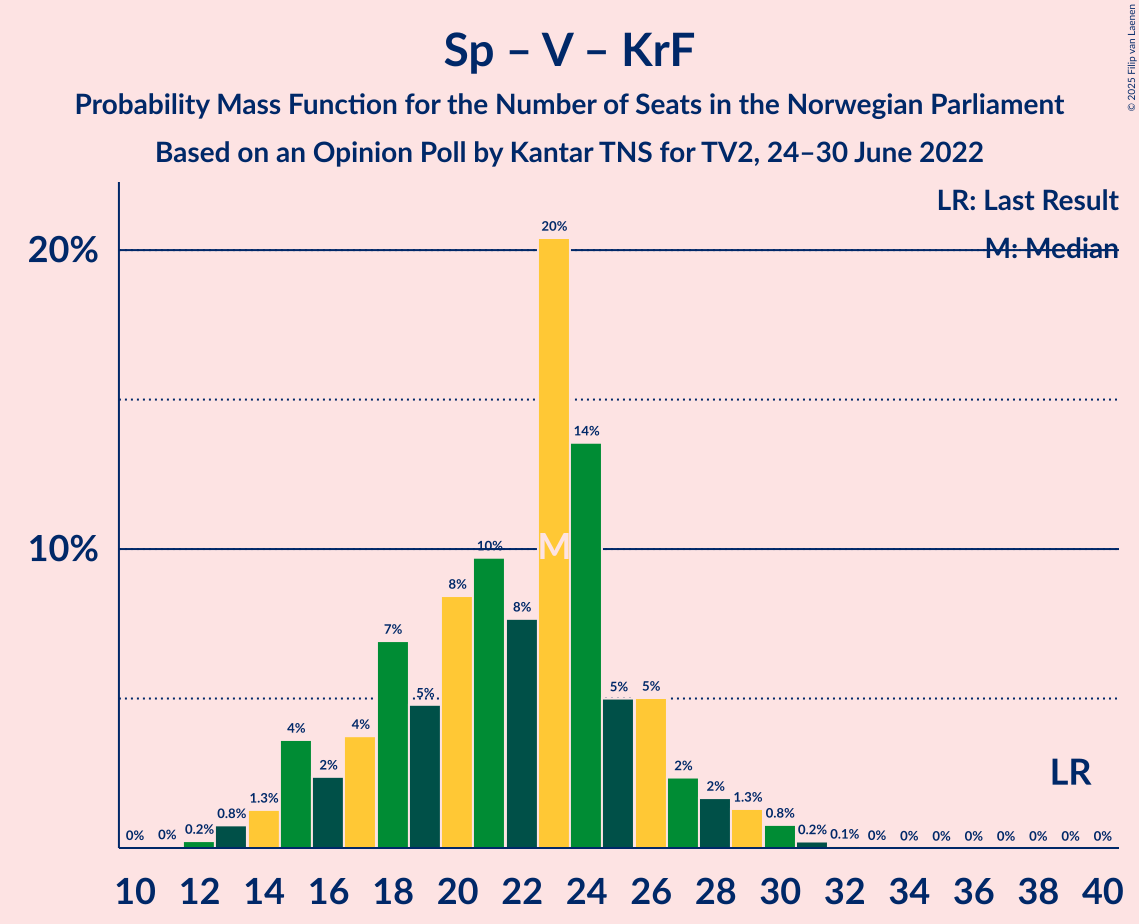 Sp – V – KrF
Probability Mass Function for the Number of Seats in the Norwegian Parliament
Based on an Opinion Poll by Kantar TNS for TV2, 24–30 June 2022
© 2025 Filip van Laenen
LR: Last Result
M: Median
20%
10%
0% 0% 0.2% 0.8% 1.3% 4% 2% 4% 7% 5% 8% 10% 8% 20% 14% 5% 5% 2% 2% 1.3% 0.8% 0.2% 0.1% 0% 0% 0% 0% 0% 0% 0% 0%
M
LR
10 12 14 16 18 20 22 24 26 28 30 32 34 36 38 40